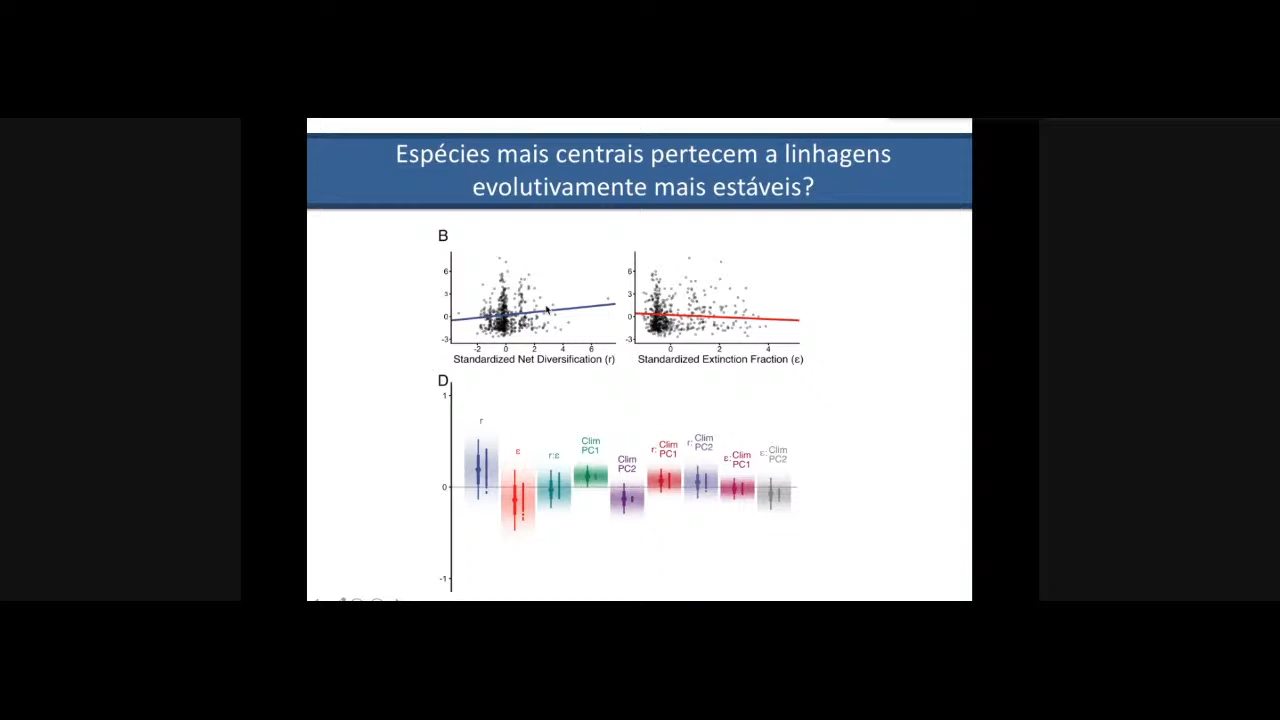 Espécies mais centrais pertecem a linhagens
evolutivamente mais estáveis?
B
6
3
0
-3
-2 0 2 4 6
Standardized Net Diversification (r)
6
3
0
-3
0 2 4
Standardized Extinction Fraction (ε)
D
1
0
-1
r
ε
r:ε
Clim
PC1
Clim
PC2
r: Clim
PC1
r: Clim
PC2
ε: Clim
PC1
ε: Clim
PC2